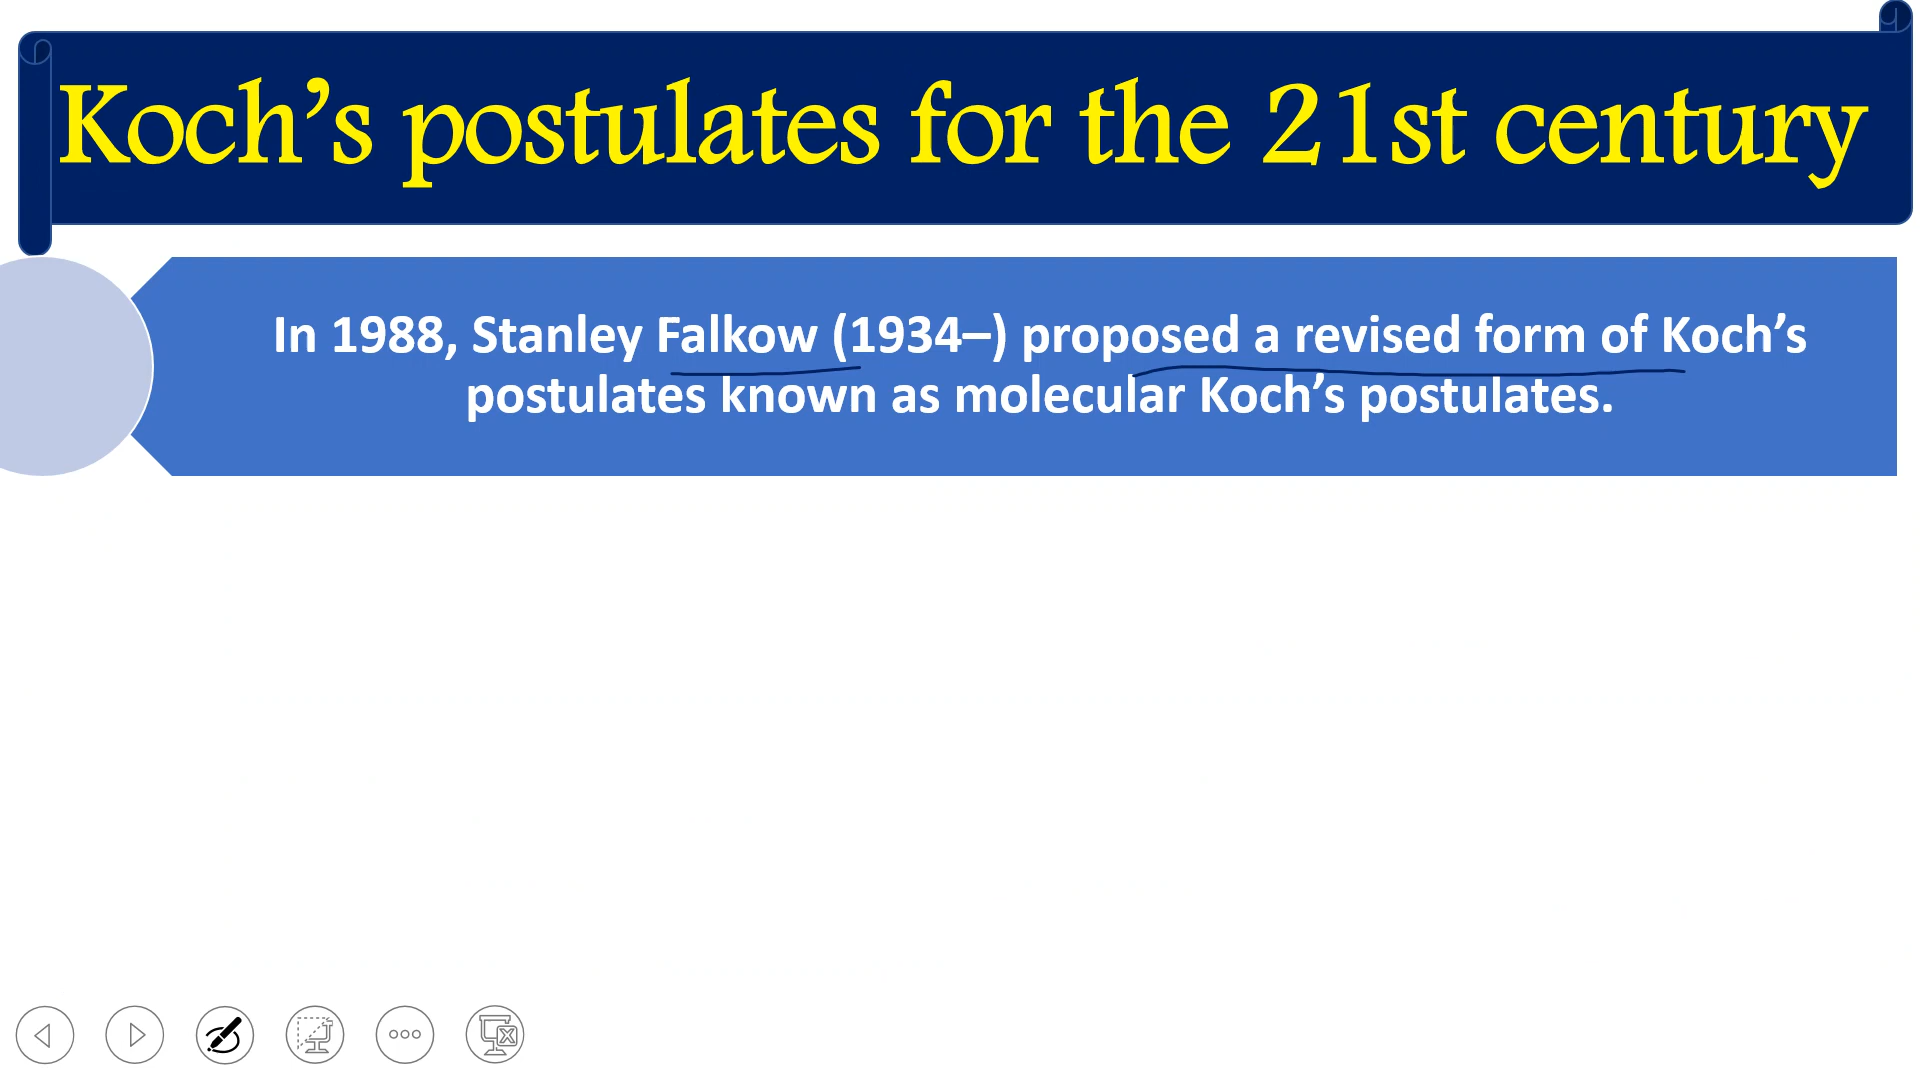 Koch’s postulates for the 21st century
In 1988, Stanley Falkow (1934–) proposed a revised form of Koch’s
postulates known as molecular Koch’s postulates.